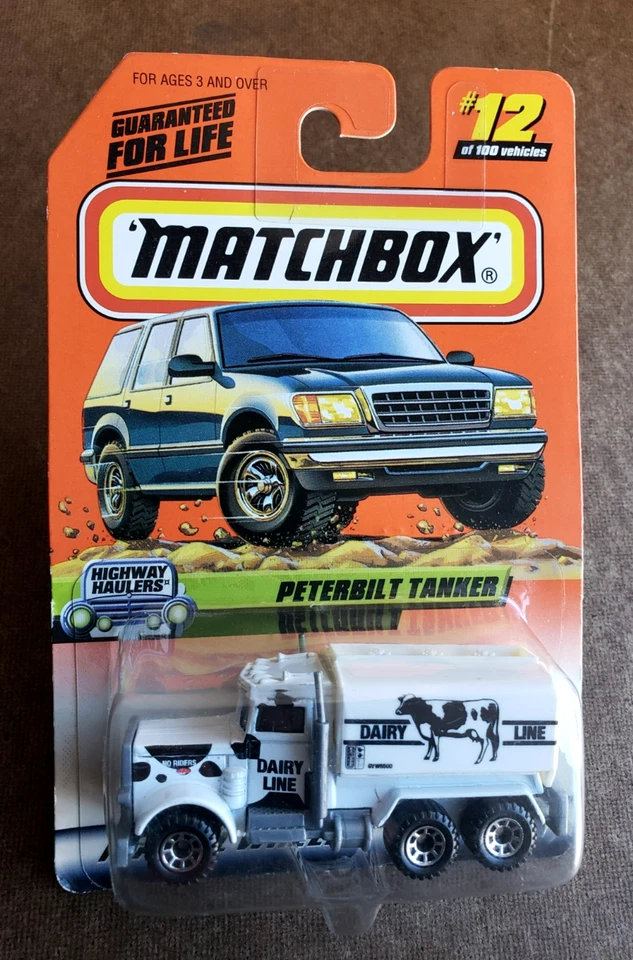 FOR AGES 3 AND OVER
GUARANTEED
FOR LIFE
#12
of 100 vehicles
'MATCHBOX'®
HIGHWAY
HAULERS
PETERBILT TANKER
NO RIDERS
DAIRY
LINE
DAIRY LINE